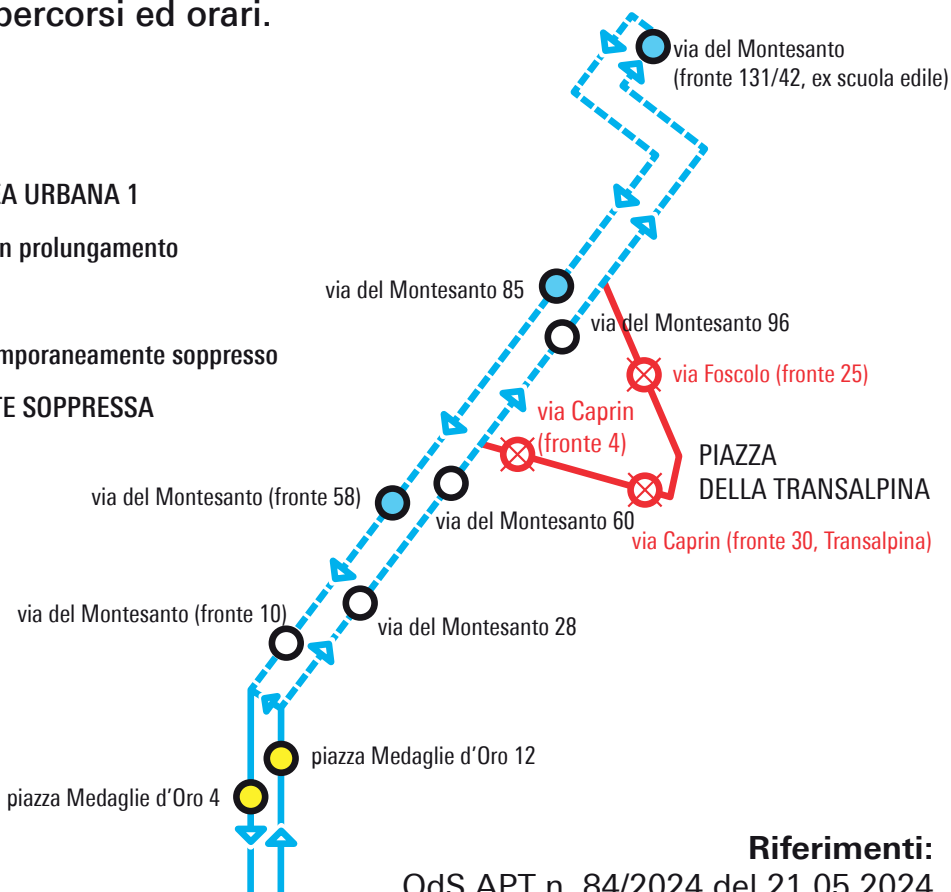 percorsi ed orari.
via del Montesanto
(fronte 131/42, ex scuola edile)
URBANA 1
prolungamento
via del Montesanto 85
via del Montesanto 96
soppresso
via Foscolo (fronte 25)
SOPPRESSA
via Caprin
(fronte 4)
PIAZZA
DELLA TRANSALPINA
via del Montesanto (fronte 58)
via del Montesanto 60
via Caprin (fronte 30, Transalpina)
via del Montesanto (fronte 10)
via del Montesanto 28
piazza Medaglie d'Oro 12
piazza Medaglie d'Oro 4
Riferimenti:
OdS APT n. 84/2024 del 21.05.2024